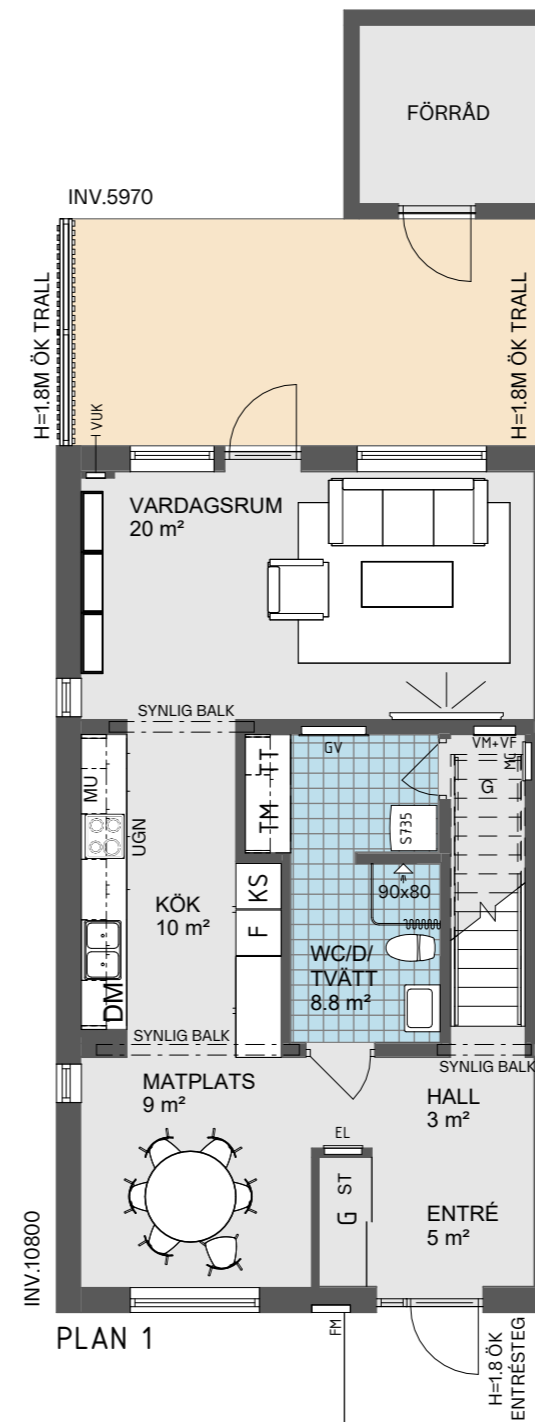 FÖRRÅD
INV.5970
H=1.8M ÖK TRALL
H=1.8M ÖK TRALL
VUK
VARDAGSRUM
20 m²
SYNLIG BALK
GV
VM+VF
MG
G
MU
TT
TM
S735
UGN
KS
90x80
KÖK
10 m²
F
WC/D/
TVÄTT
8.8 m²
DM
SYNLIG BALK
SYNLIG BALK
MATPLATS
9 m²
HALL
3 m²
EL
G
ST
ENTRÉ
5 m²
INV.10800
PLAN 1
FM
H=1.8 ÖK
ENTRÉSTEG